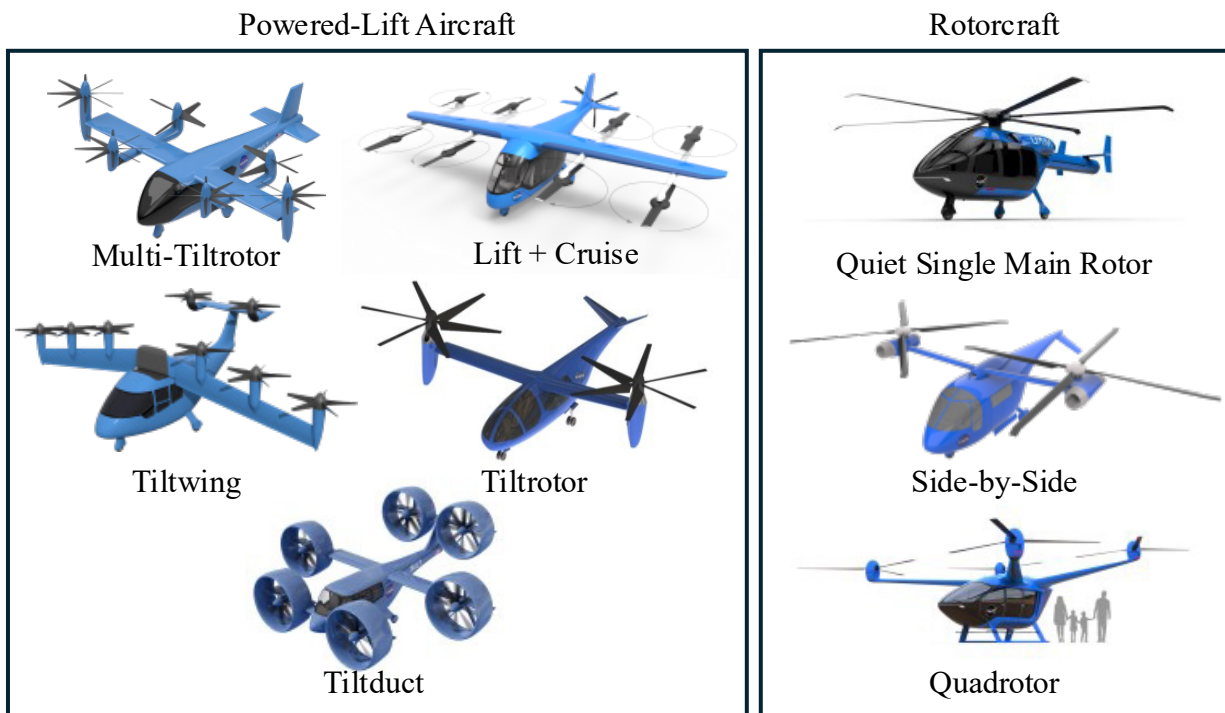 Powered-Lift Aircraft
Rotorcraft
Multi-Tiltrotor
Lift + Cruise
Quiet Single Main Rotor
Tiltwing
Tiltrotor
Side-by-Side
Tiltduct
Quadrotor